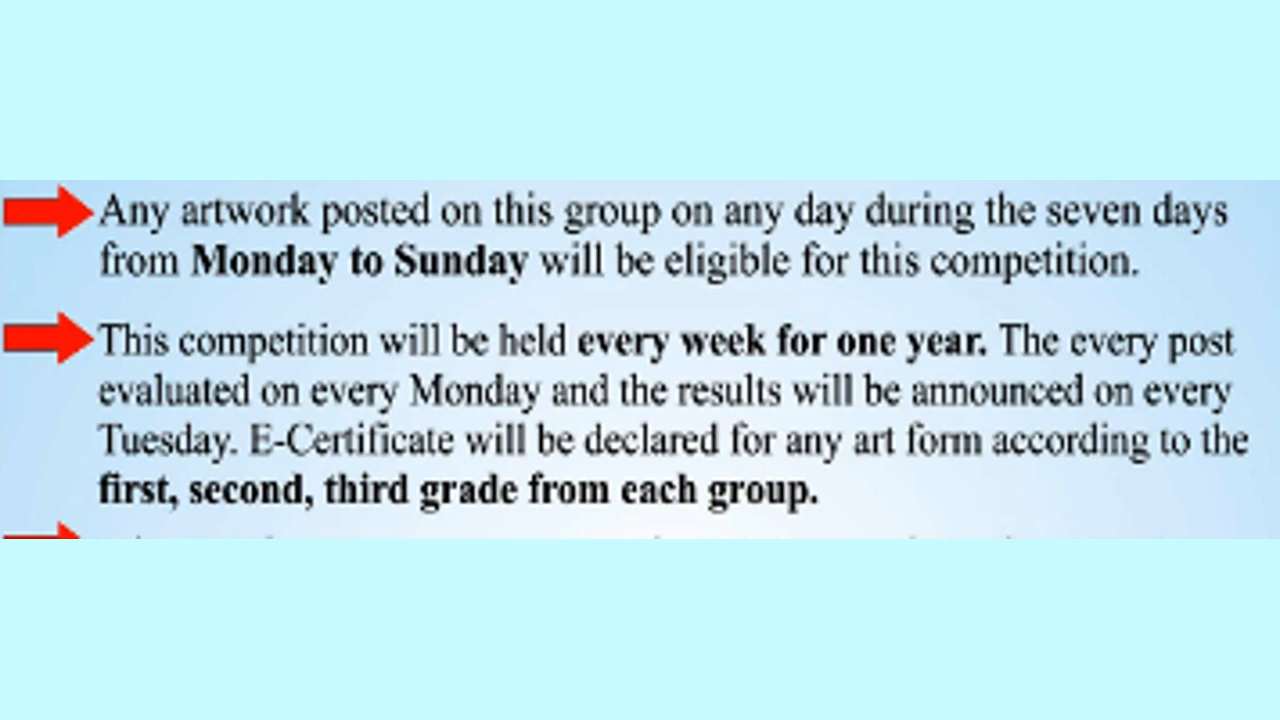 Any artwork posted on this group on any day during the seven days
from Monday to Sunday will be eligible for this competition.
This competition will be held every week for one year. The every post
evaluated on every Monday and the results will be announced on every
Tuesday. E-Certificate will be declared for any art form according to the
first, second, third grade from each group.